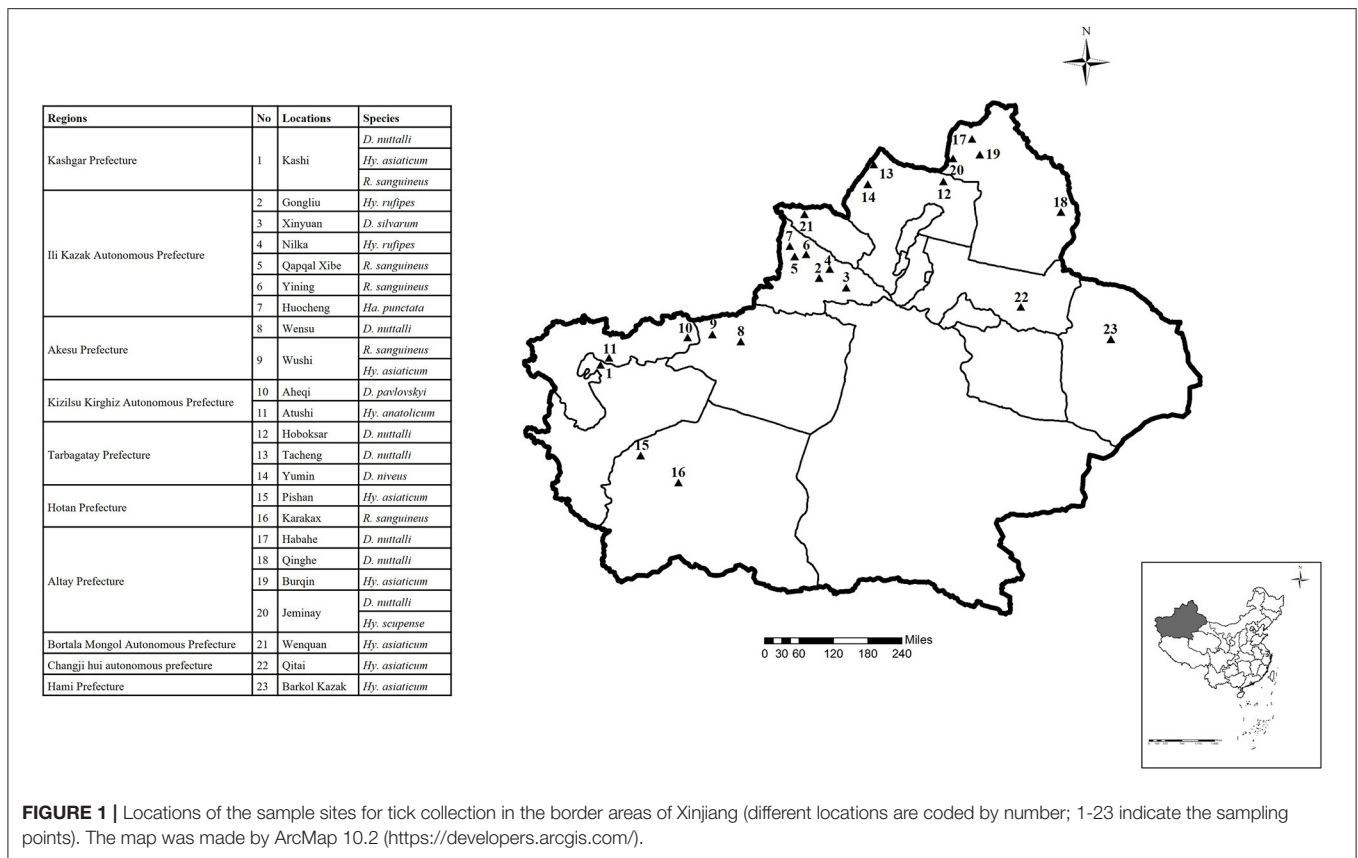 Regions No Locations Species
Kashgar Prefecture 1 Kashi D. nuttalli
Hy. asiaticum
R. sanguineus
Ili Kazak Autonomous Prefecture 2 Gongliu Hy. rufipes
3 Xinyuan D. silvarum
4 Nilka Hy. rufipes
5 Qapqal Xibe R. sanguineus
6 Yining R. sanguineus
7 Huocheng Ha. punctata
Akesu Prefecture 8 Wensu D. nuttalli
9 Wushi R. sanguineus
Hy. asiaticum
Kizilsu Kirghiz Autonomous Prefecture 10 Aheqi D. pavlovskyi
11 Atushi Hy. anatolicum
Tarbagatay Prefecture 12 Hoboksar D. nuttalli
13 Tacheng D. nuttalli
14 Yumin D. niveus
Hotan Prefecture 15 Pishan Hy. asiaticum
16 Karakax R. sanguineus
Altay Prefecture 17 Habahe D. nuttalli
18 Qinghe D. nuttalli
19 Burqin Hy. asiaticum
20 Jeminay D. nuttalli
Hy. scupense
Bortala Mongol Autonomous Prefecture 21 Wenquan Hy. asiaticum
Changji hui autonomous prefecture 22 Qitai Hy. asiaticum
Hami Prefecture 23 Barkol Kazak Hy. asiaticum
N
17
19
20
13
12
14
18
21
7
6
4
5
2
3
22
23
10
9
8
11
1
15
16
Miles
0 30 60 120 180 240
N
FIGURE 1 | Locations of the sample sites for tick collection in the border areas of Xinjiang (different locations are coded by number; 1-23 indicate the sampling
points). The map was made by ArcMap 10.2 (https://developers.arcgis.com/).